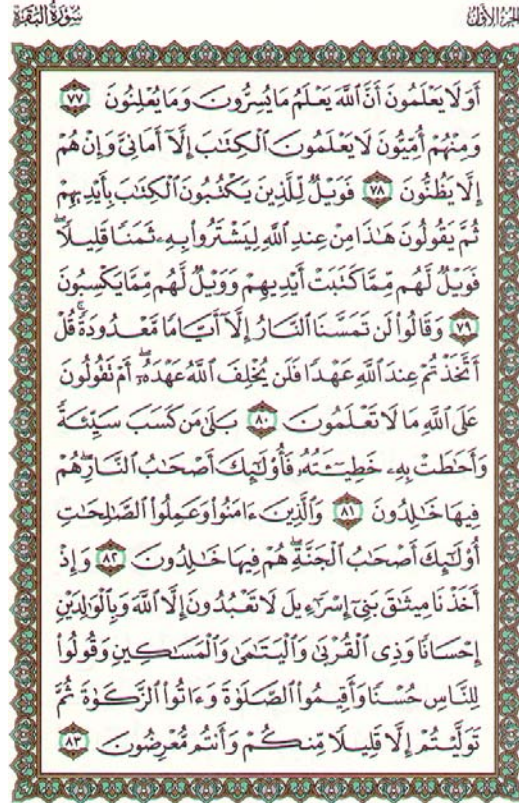 الجزء الأول
سورة البقرة
أَوَلَا يَعْلَمُونَ أَنَّ ٱللَّهَ يَعْلَمُ مَا يُسِرُّونَ وَمَا يُعْلِنُونَ ٧٧
وَمِنْهُمْ أُمِّيُّونَ لَا يَعْلَمُونَ ٱلْكِتَٰبَ إِلَّآ أَمَانِىَّ وَإِنْ هُمْ
إِلَّا يَظُنُّونَ ٧٨ فَوَيْلٌ لِّلَّذِينَ يَكْتُبُونَ ٱلْكِتَٰبَ بِأَيْدِيهِمْ
ثُمَّ يَقُولُونَ هَٰذَا مِنْ عِندِ ٱللَّهِ لِيَشْتَرُوا۟ بِهِۦ ثَمَنًا قَلِيلًا ۖ
فَوَيْلٌ لَّهُم مِّمَّا كَتَبَتْ أَيْدِيهِمْ وَوَيْلٌ لَّهُم مِّمَّا يَكْسِبُونَ
٧٩ وَقَالُوا۟ لَن تَمَسَّنَا ٱلنَّارُ إِلَّآ أَيَّامًا مَّعْدُودَةً ۚ قُلْ
أَتَّخَذْتُمْ عِندَ ٱللَّهِ عَهْدًا فَلَن يُخْلِفَ ٱللَّهُ عَهْدَهُۥٓ ۖ أَمْ تَقُولُونَ
عَلَى ٱللَّهِ مَا لَا تَعْلَمُونَ ٨٠ بَلَىٰ مَن كَسَبَ سَيِّئَةً
وَأَحَٰطَتْ بِهِۦ خَطِيٓـَٔتُهُۥ فَأُو۟لَٰٓئِكَ أَصْحَٰبُ ٱلنَّارِ ۖ هُمْ
فِيهَا خَٰلِدُونَ ٨١ وَٱلَّذِينَ ءَامَنُوا۟ وَعَمِلُوا۟ ٱلصَّٰلِحَٰتِ
أُو۟لَٰٓئِكَ أَصْحَٰبُ ٱلْجَنَّةِ ۖ هُمْ فِيهَا خَٰلِدُونَ ٨٢ وَإِذْ
أَخَذْنَا مِيثَٰقَ بَنِىٓ إِسْرَٰٓءِيلَ لَا تَعْبُدُونَ إِلَّا ٱللَّهَ وَبِٱلْوَٰلِدَيْنِ
إِحْسَانًا وَذِى ٱلْقُرْبَىٰ وَٱلْيَتَٰمَىٰ وَٱلْمَسَٰكِينِ وَقُولُوا۟
لِلنَّاسِ حُسْنًا وَأَقِيمُوا۟ ٱلصَّلَوٰةَ وَءَاتُوا۟ ٱلزَّكَوٰةَ ثُمَّ
تَوَلَّيْتُمْ إِلَّا قَلِيلًا مِّنكُمْ وَأَنتُم مُّعْرِضُونَ ٨٣